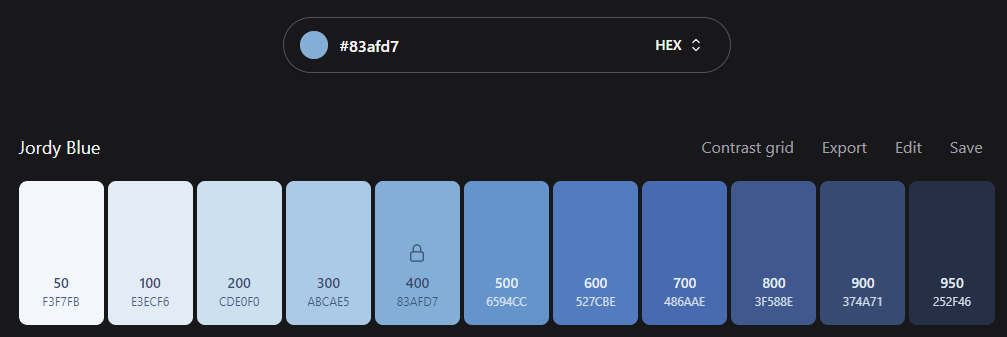 #83afd7 HEX
Jordy Blue Contrast grid Export Edit Save
50 100 200 300 400 500 600 700 800 900 950
F3F7FB E3ECF6 CDE0F0 ABCAE5 83AFD7 6594CC 527CBE 486AAE 3F588E 374A71 252F46